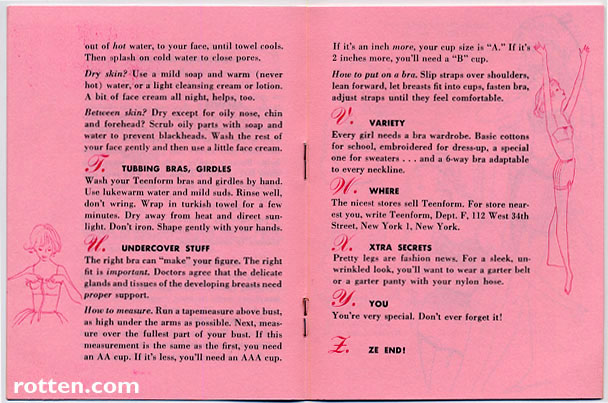 out of hot water, to your face, until towel cools.
Then splash on cold water to close pores.
Dry skin? Use a mild soap and warm (never
hot) water, or a light cleansing cream or lotion.
A bit of face cream all night, helps, too.
Between skin? Dry except for oily nose, chin
and forehead? Scrub oily parts with soap and
water to prevent blackheads. Wash the rest of
your face gently and then use a little face cream.
T. TUBBING BRAS, GIRDLES
Wash your Teenform bras and girdles by hand.
Use lukewarm water and mild suds. Rinse well,
don't wring. Wrap in turkish towel for a few
minutes. Dry away from heat and direct sun-
light. Don't iron. Shape gently with your hands.
U. UNDERCOVER STUFF
The right bra can "make" your figure. The right
fit is important. Doctors agree that the delicate
glands and tissues of the developing breasts need
proper support.
How to measure. Run a tapemeasure above bust,
as high under the arms as possible. Next, meas-
ure over the fullest part of your bust. If this
measurement is the same as the first, you need
an AA cup. If it's less, you'll need an AAA cup.
If it's an inch more, your cup size is "A." If it's
2 inches more, you'll need a "B" cup.
How to put on a bra. Slip straps over shoulders,
lean forward, let breasts fit into cups, fasten bra,
adjust straps until they feel comfortable.
V. VARIETY
Every girl needs a bra wardrobe. Basic cottons
for school, embroidered for dress-up, a special
one for sweaters . . . and a 6-way bra adaptable
to every neckline.
W. WHERE
The nicest stores sell Teenform. For store near-
est you, write Teenform, Dept. F, 112 West 34th
Street, New York 1, New York.
X. XTRA SECRETS
Pretty legs are fashion news. For a sleek, un-
wrinkled look, you'll want to wear a garter belt
or a garter panty with your nylon hose.
Y. YOU
You're very special. Don't ever forget it!
Z. ZE END!
rotten.com